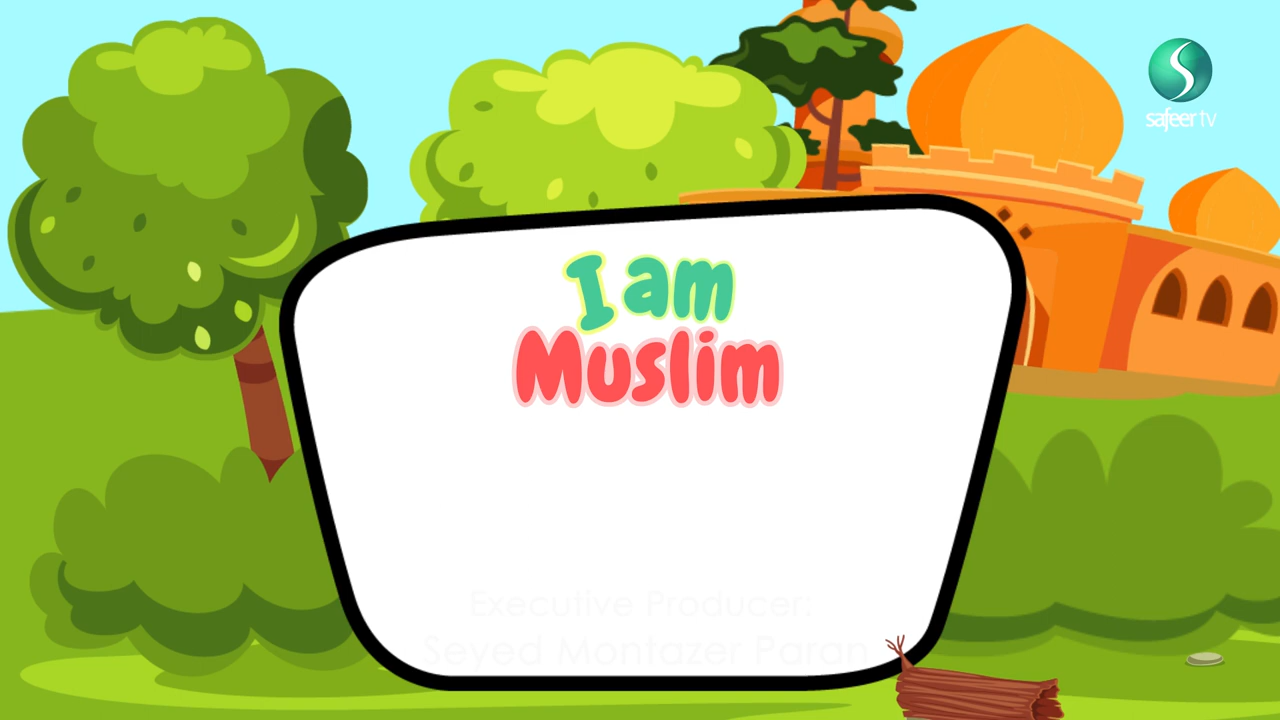 safeer tv
I am
Muslim
Executive Producer:
Seyed Montazer Paran